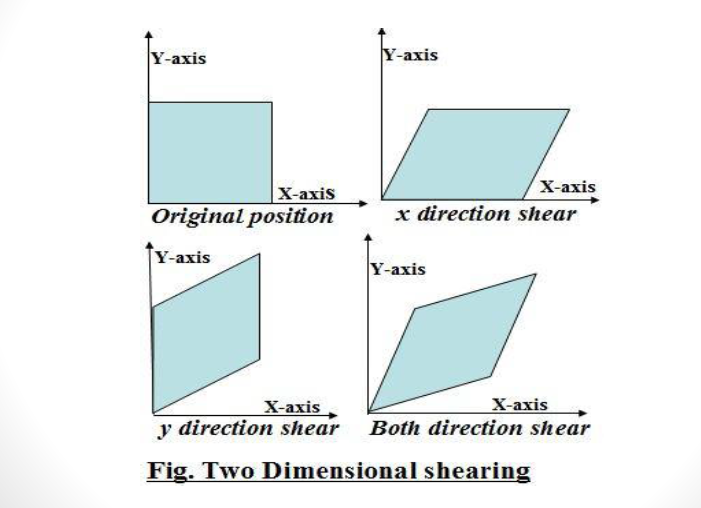 Y-axis
X-axis
Original position
Y-axis
X-axis
x direction shear
Y-axis
X-axis
y direction shear
Y-axis
X-axis
Both direction shear
Fig. Two Dimensional shearing